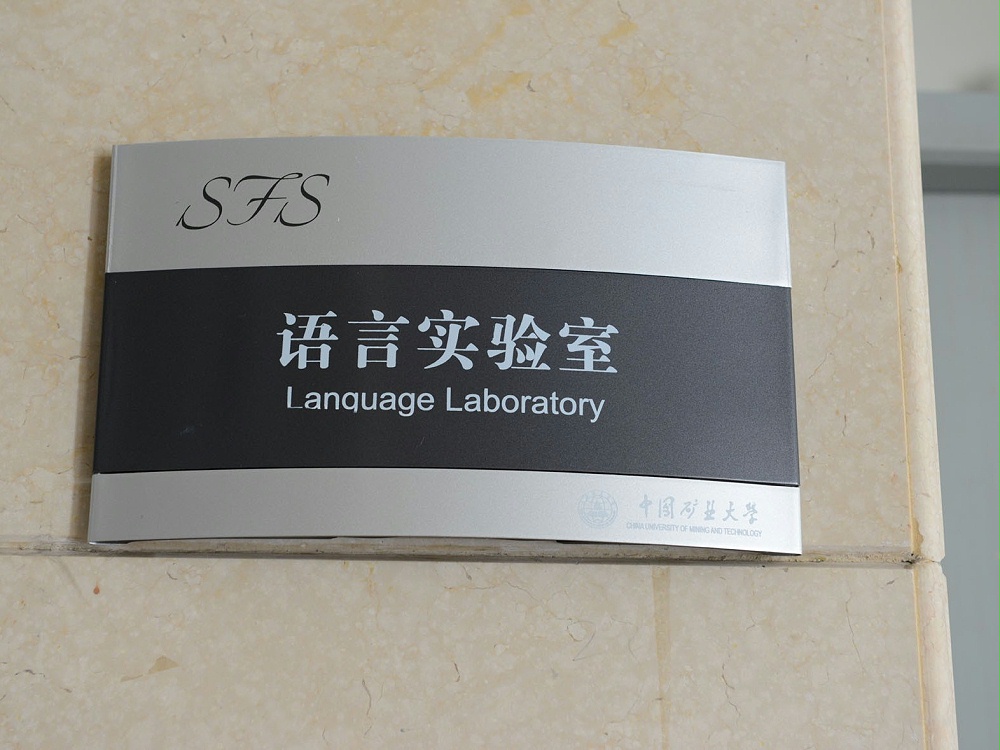 SFS
语言实验室
Language Laboratory
中国矿业大学
CHINA UNIVERSITY OF MINING AND TECHNOLOGY